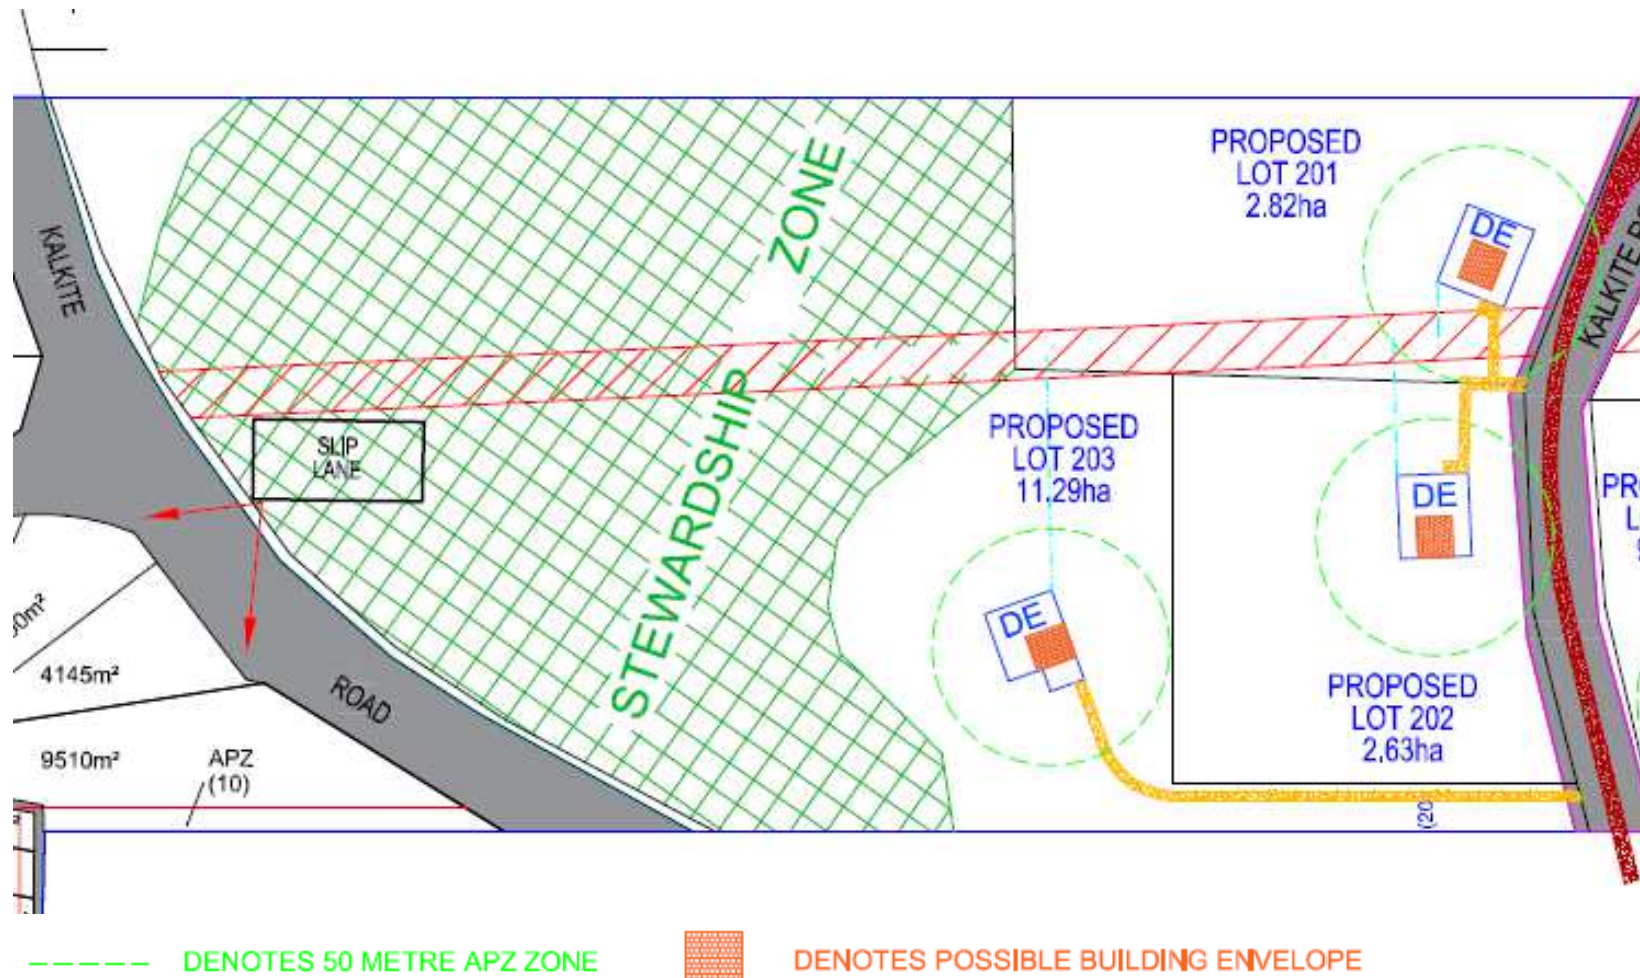 PROPOSED
LOT 201
2.82ha
ZONE
DE
KALKITE
KALKITE
STEWARDSHIP
PROPOSED
LOT 203
11.29ha
SLIP
LANE
DE
DE
4145m²
ROAD
PROPOSED
LOT 202
2.63ha
9510m²
APZ
(10)
DENOTES 50 METRE APZ ZONE
DENOTES POSSIBLE BUILDING ENVELOPE